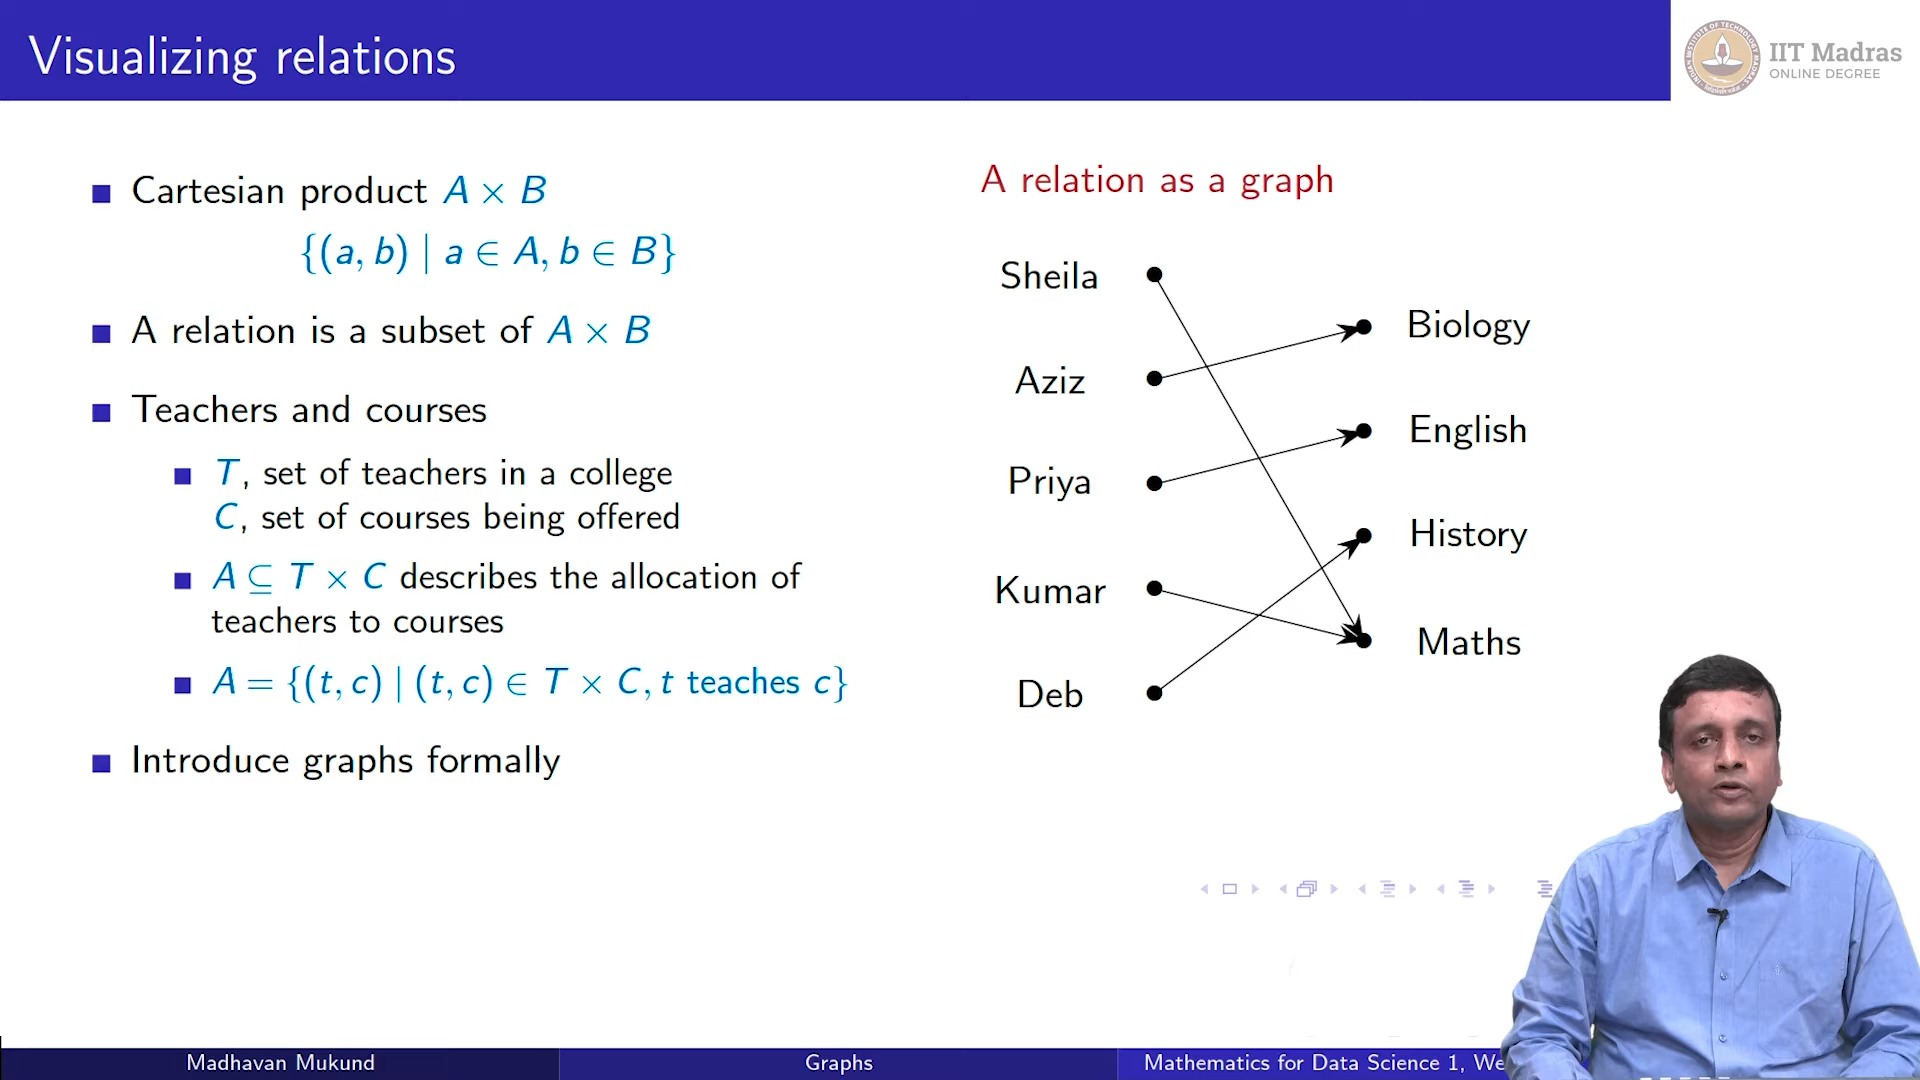 Visualizing relations
IIT Madras
ONLINE DEGREE
Cartesian product A × B
{(a, b) | a ∈ A, b ∈ B}
A relation is a subset of A × B
Teachers and courses
T, set of teachers in a college
C, set of courses being offered
A ⊆ T × C describes the allocation of
teachers to courses
A = {(t, c) | (t, c) ∈ T × C, t teaches c}
Introduce graphs formally
A relation as a graph
Sheila
Aziz
Priya
Kumar
Deb
Biology
English
History
Maths
Madhavan Mukund
Graphs
Mathematics for Data Science 1, We